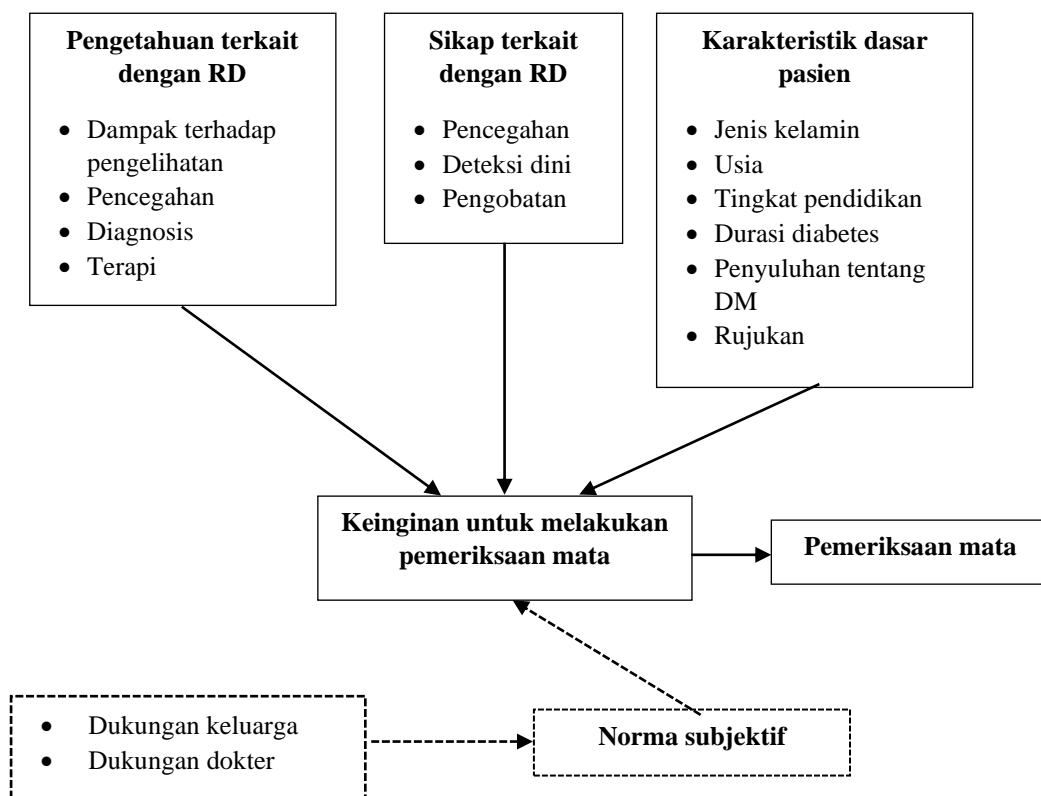 Pengetahuan terkait
dengan RD
• Dampak terhadap
pengelihatan
• Pencegahan
• Diagnosis
• Terapi
Sikap terkait
dengan RD
• Pencegahan
• Deteksi dini
• Pengobatan
Karakteristik dasar
pasien
• Jenis kelamin
• Usia
• Tingkat pendidikan
• Durasi diabetes
• Penyuluhan tentang
DM
• Rujukan
Keinginan untuk melakukan
pemeriksaan mata
Pemeriksaan mata
• Dukungan keluarga
• Dukungan dokter
Norma subjektif